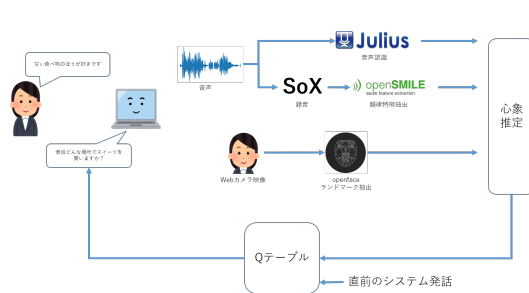 甘い食べ物のほうが好きです
普段どんな場所でスイーツを
買いますか？
音声
Julius
音声認識
SoX
録音
openSMILE
audio feature extraction
韻律特徴抽出
心象
推定
Webカメラ映像
openface
ランドマーク抽出
Qテーブル
直前のシステム発話